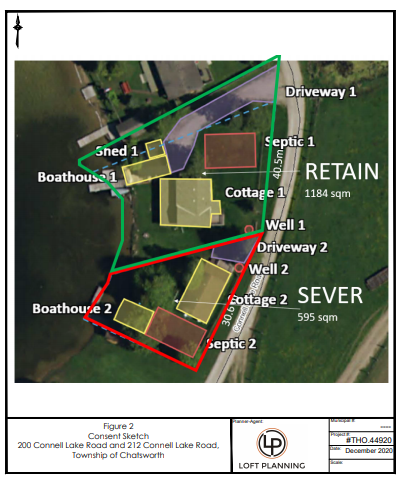 Driveway 1
Shed 1
Septic 1
40.5m
RETAIN
1184 sqm
Boathouse 1
Cottage 1
Well 1
Driveway 2
Well 2
Cottage 2
SEVER
595 sqm
Boathouse 2
30.6
Septic 2
Figure 2
Consent Sketch
200 Connell Lake Road and 212 Connell Lake Road,
Township of Chatsworth
Planner-Agent:
LP
LOFT PLANNING
Municipal #
----
Project#
#THO.44920
Date:
December 2020
Scale: